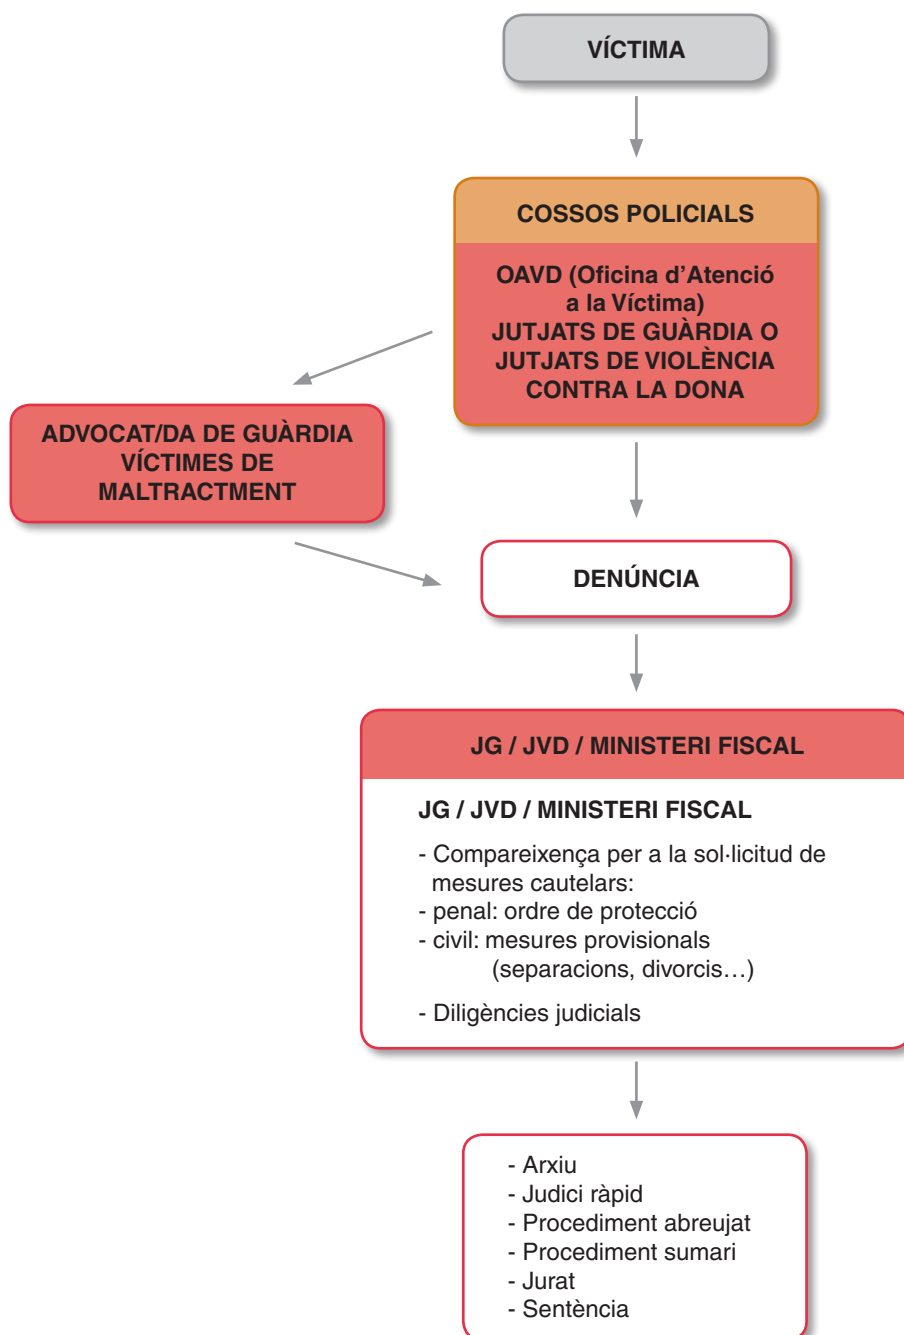 VÍCTIMA
COSSOS POLICIALS
OAVD (Oficina d’Atenció
a la Víctima)
JUTJATS DE GUÀRDIA O
JUTJATS DE VIOLÈNCIA
CONTRA LA DONA
ADVOCAT/DA DE GUÀRDIA
VÍCTIMES DE
MALTRACTMENT
DENÚNCIA
JG / JVD / MINISTERI FISCAL
JG / JVD / MINISTERI FISCAL
- Compareixença per a la sol·licitud de
mesures cautelars:
- penal: ordre de protecció
- civil: mesures provisionals
(separacions, divorcis…)
- Diligències judicials
- Arxiu
- Judici ràpid
- Procediment abreujat
- Procediment sumari
- Jurat
- Sentència